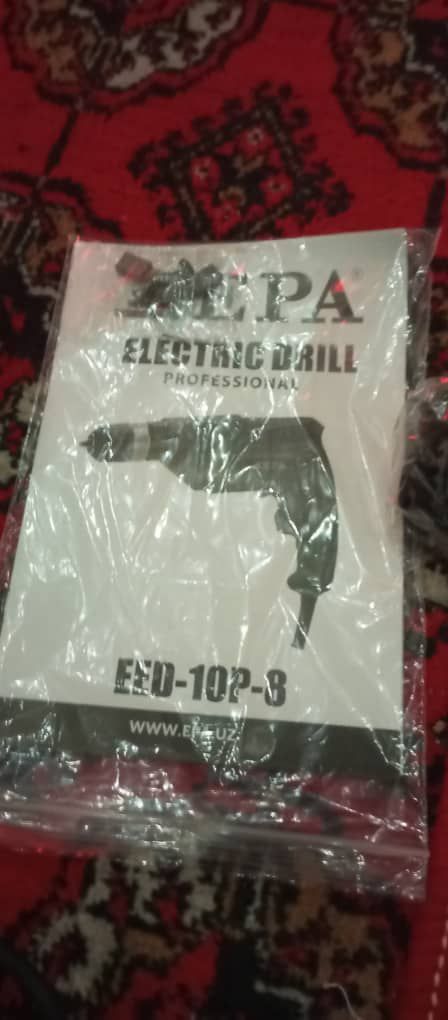 EPA
ELECTRIC DRILL
PROFESSIONAL
EED-10P-8